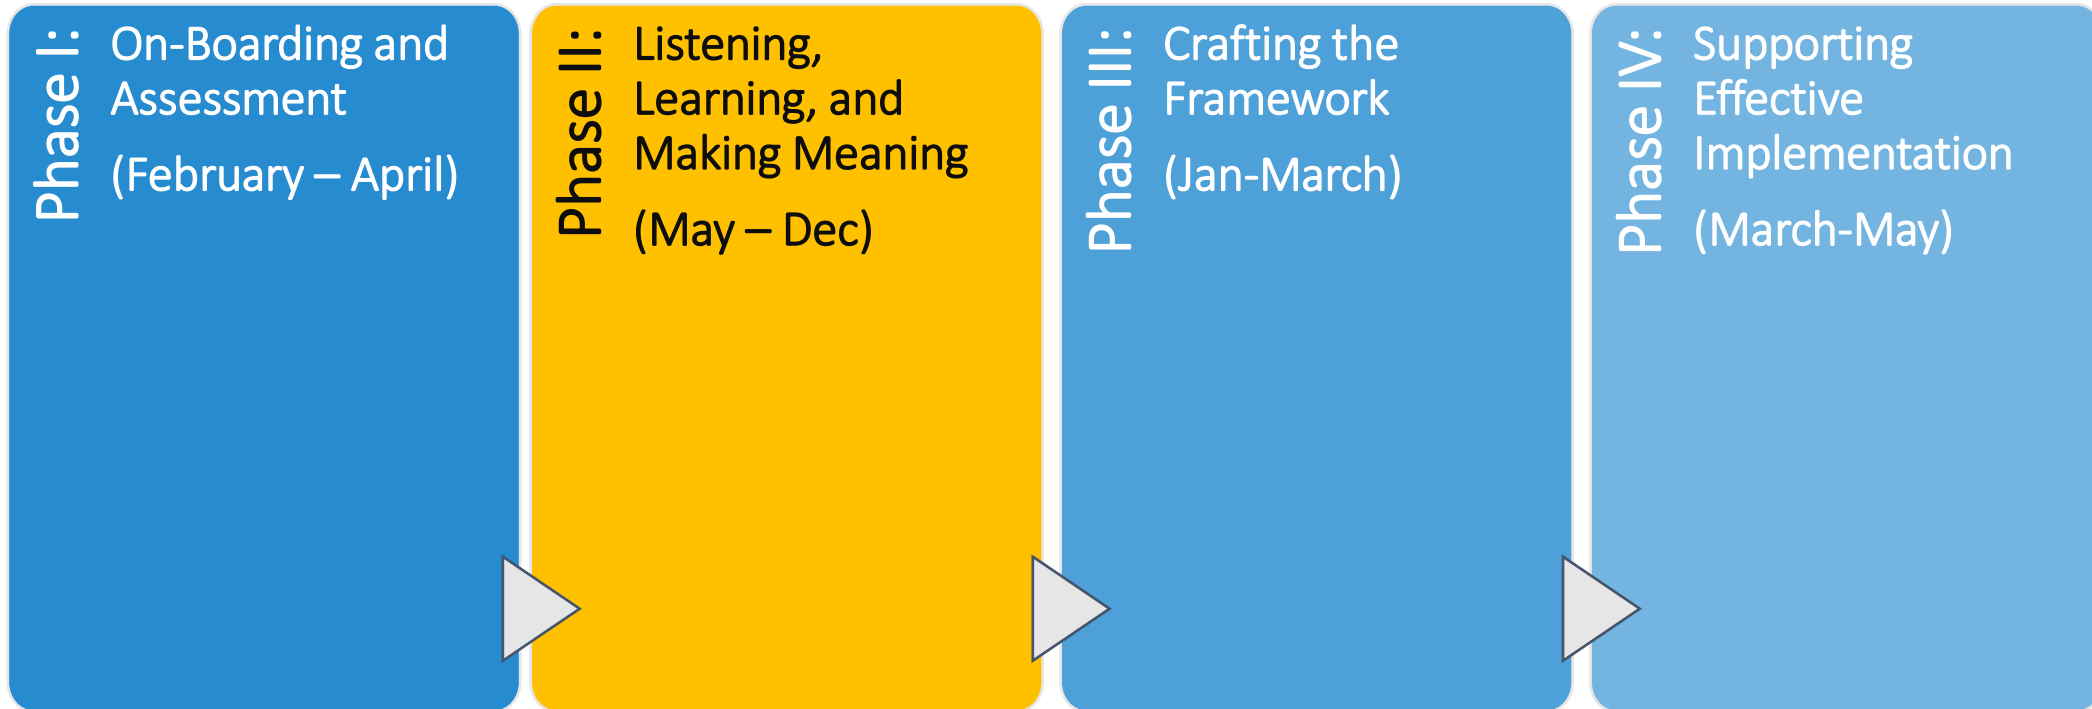 Phase I:
On-Boarding and
Assessment
(February – April)
Phase II:
Listening,
Learning, and
Making Meaning
(May – Dec)
Phase III:
Crafting the
Framework
(Jan-March)
Phase IV:
Supporting
Effective
Implementation
(March-May)